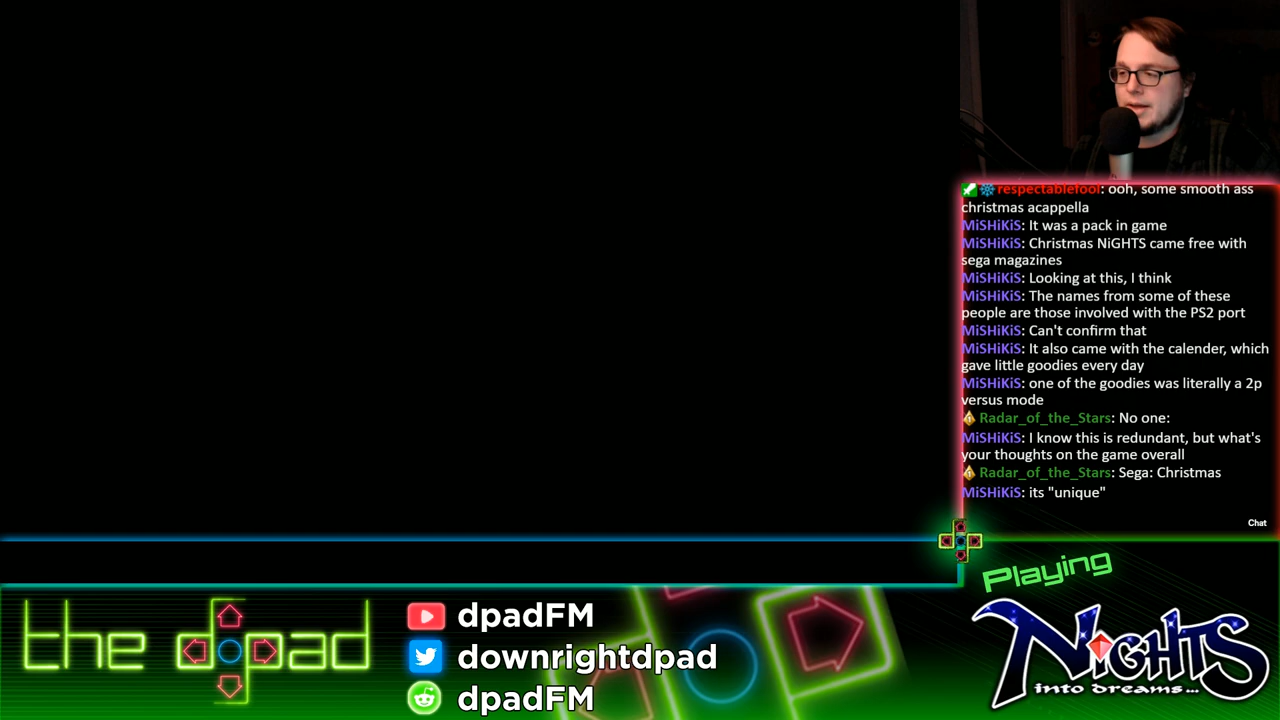 respectablefool: ooh, some smooth ass
christmas acappella
MiSHiKiS: It was a pack in game
MiSHiKiS: Christmas NiGHTS came free with
sega magazines
MiSHiKiS: Looking at this, I think
MiSHiKiS: The names from some of these
people are those involved with the PS2 port
MiSHiKiS: Can't confirm that
MiSHiKiS: It also came with the calender, which
gave little goodies every day
MiSHiKiS: one of the goodies was literally a 2p
versus mode
Radar_of_the_Stars: No one:
MiSHiKiS: I know this is redundant, but what's
your thoughts on the game overall
Radar_of_the_Stars: Sega: Christmas
MiSHiKiS: its "unique"
Chat
Playing
NiGHTS
into dreams...
the dpad
dpadFM
downrightdpad
dpadFM